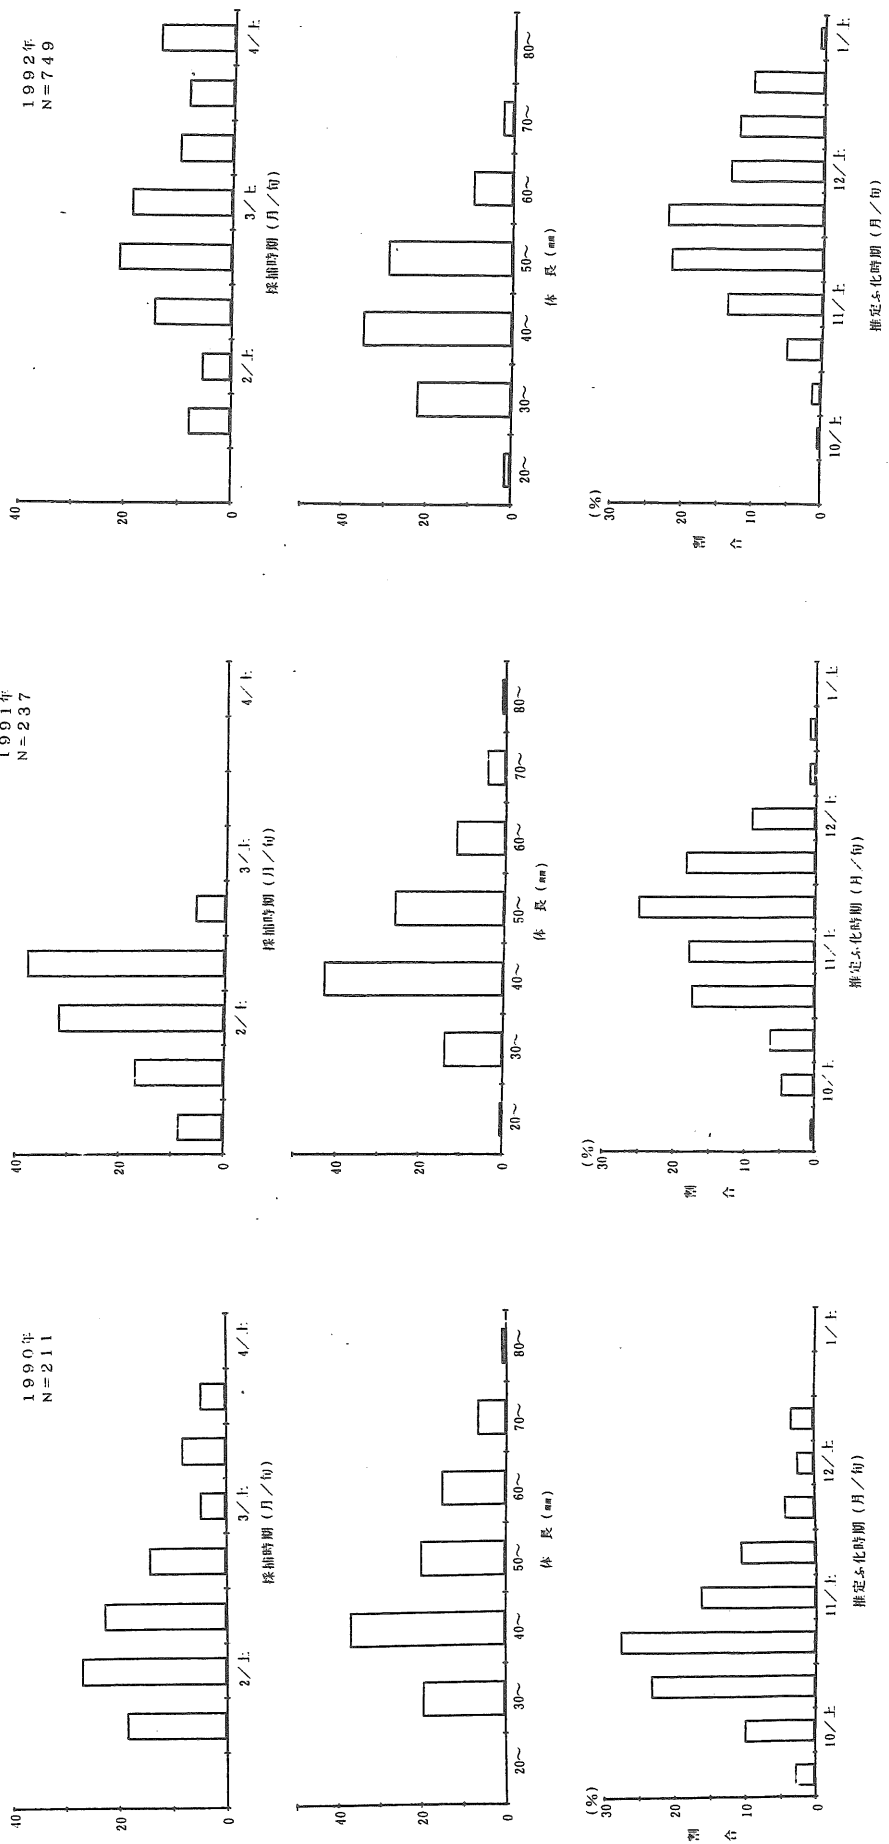 1990年
N=211
1991年
N=237
1992年
N=749
40
20
0
2/上 3/上 4/上
採捕時期(月/旬)
40
20
0
2/上 3/上 4/上
採捕時期(月/旬)
40
20
0
2/上 3/上 4/上
採捕時期(月/旬)
40
20
0
20~ 30~ 40~ 50~ 60~ 70~ 80~
体 長(mm)
40
20
0
20~ 30~ 40~ 50~ 60~ 70~ 80~
体 長(mm)
40
20
0
20~ 30~ 40~ 50~ 60~ 70~ 80~
体 長(mm)
(%)
30
20
10
0
割合
10/上 11/上 12/上 1/上
推定ふ化時期(月/旬)
(%)
30
20
10
0
割合
10/上 11/上 12/上 1/上
推定ふ化時期(月/旬)
(%)
30
20
10
0
割合
10/上 11/上 12/上 1/上
推定ふ化時期(月/旬)